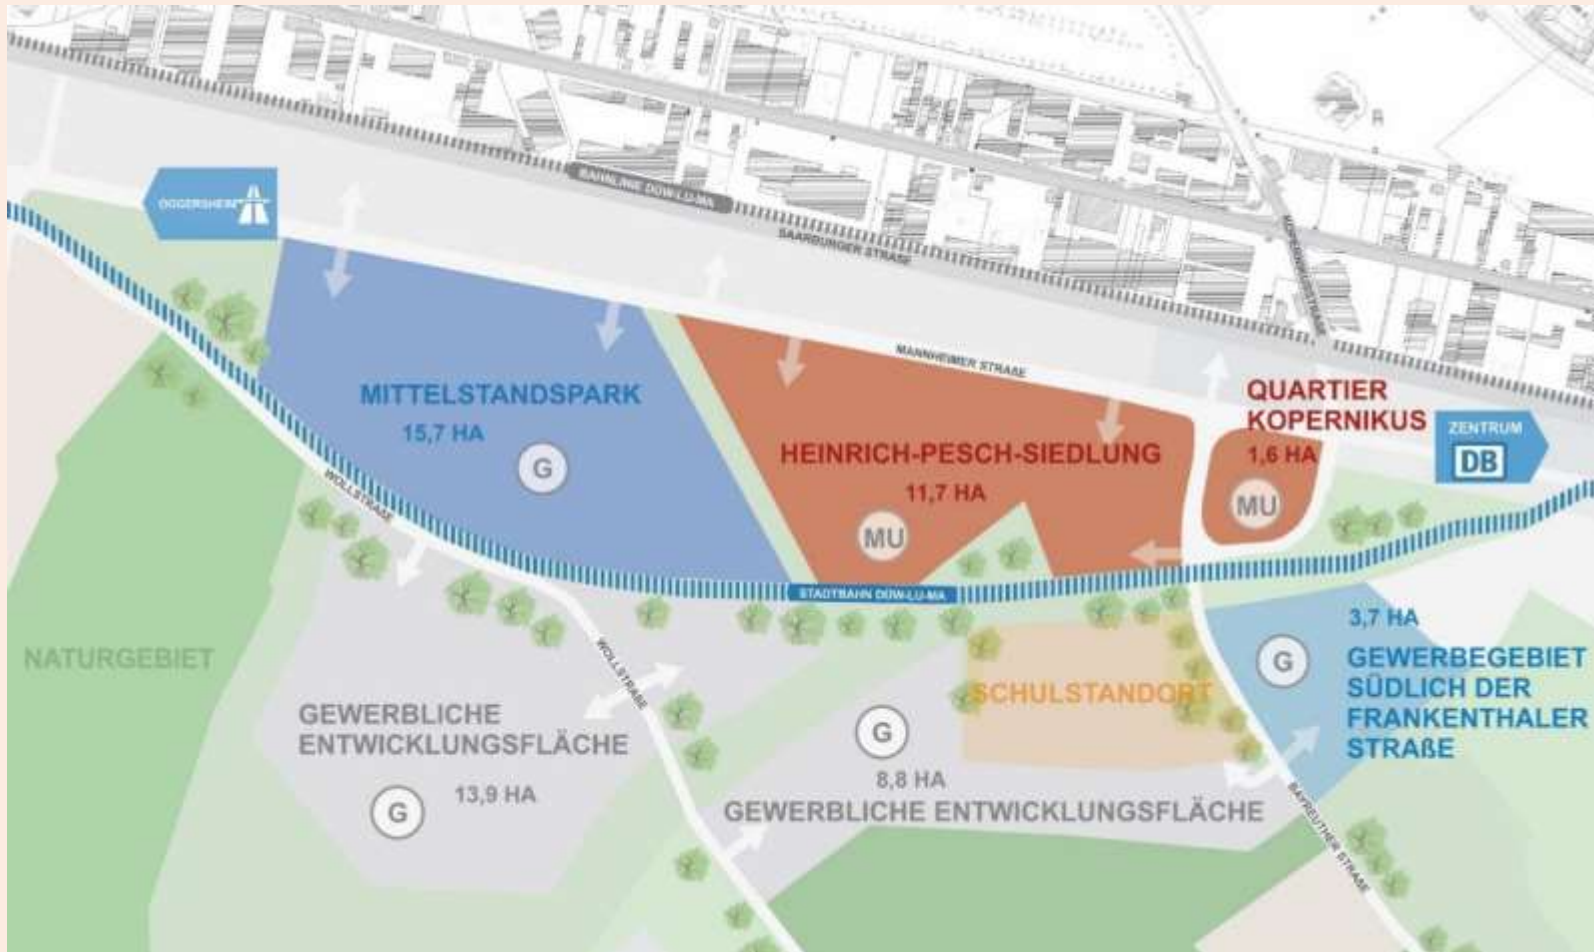 BAHNLINIE DÜW-LU-MA
SAARBURGER STRAßE
KOPERNIKUSSTRAßE
OGGERSHEIM
MANNHEIMER STRAßE
MITTELSTANDSPARK
15,7 HA
G
HEINRICH-PESCH-SIEDLUNG
11,7 HA
MU
QUARTIER
KOPERNIKUS
1,6 HA
MU
ZENTRUM
DB
WOLLSTRAßE
STADTBAHN DÜW-LU-MA
NATURGEBIET
WOLLSTRAßE
GEWERBLICHE
ENTWICKLUNGSFLÄCHE
13,9 HA
G
SCHULSTANDORT
G
8,8 HA
GEWERBLICHE ENTWICKLUNGSFLÄCHE
G
3,7 HA
GEWERBEGEBIET
SÜDLICH DER
FRANKENTHALER
STRAßE
BAYREUTHER STRAßE